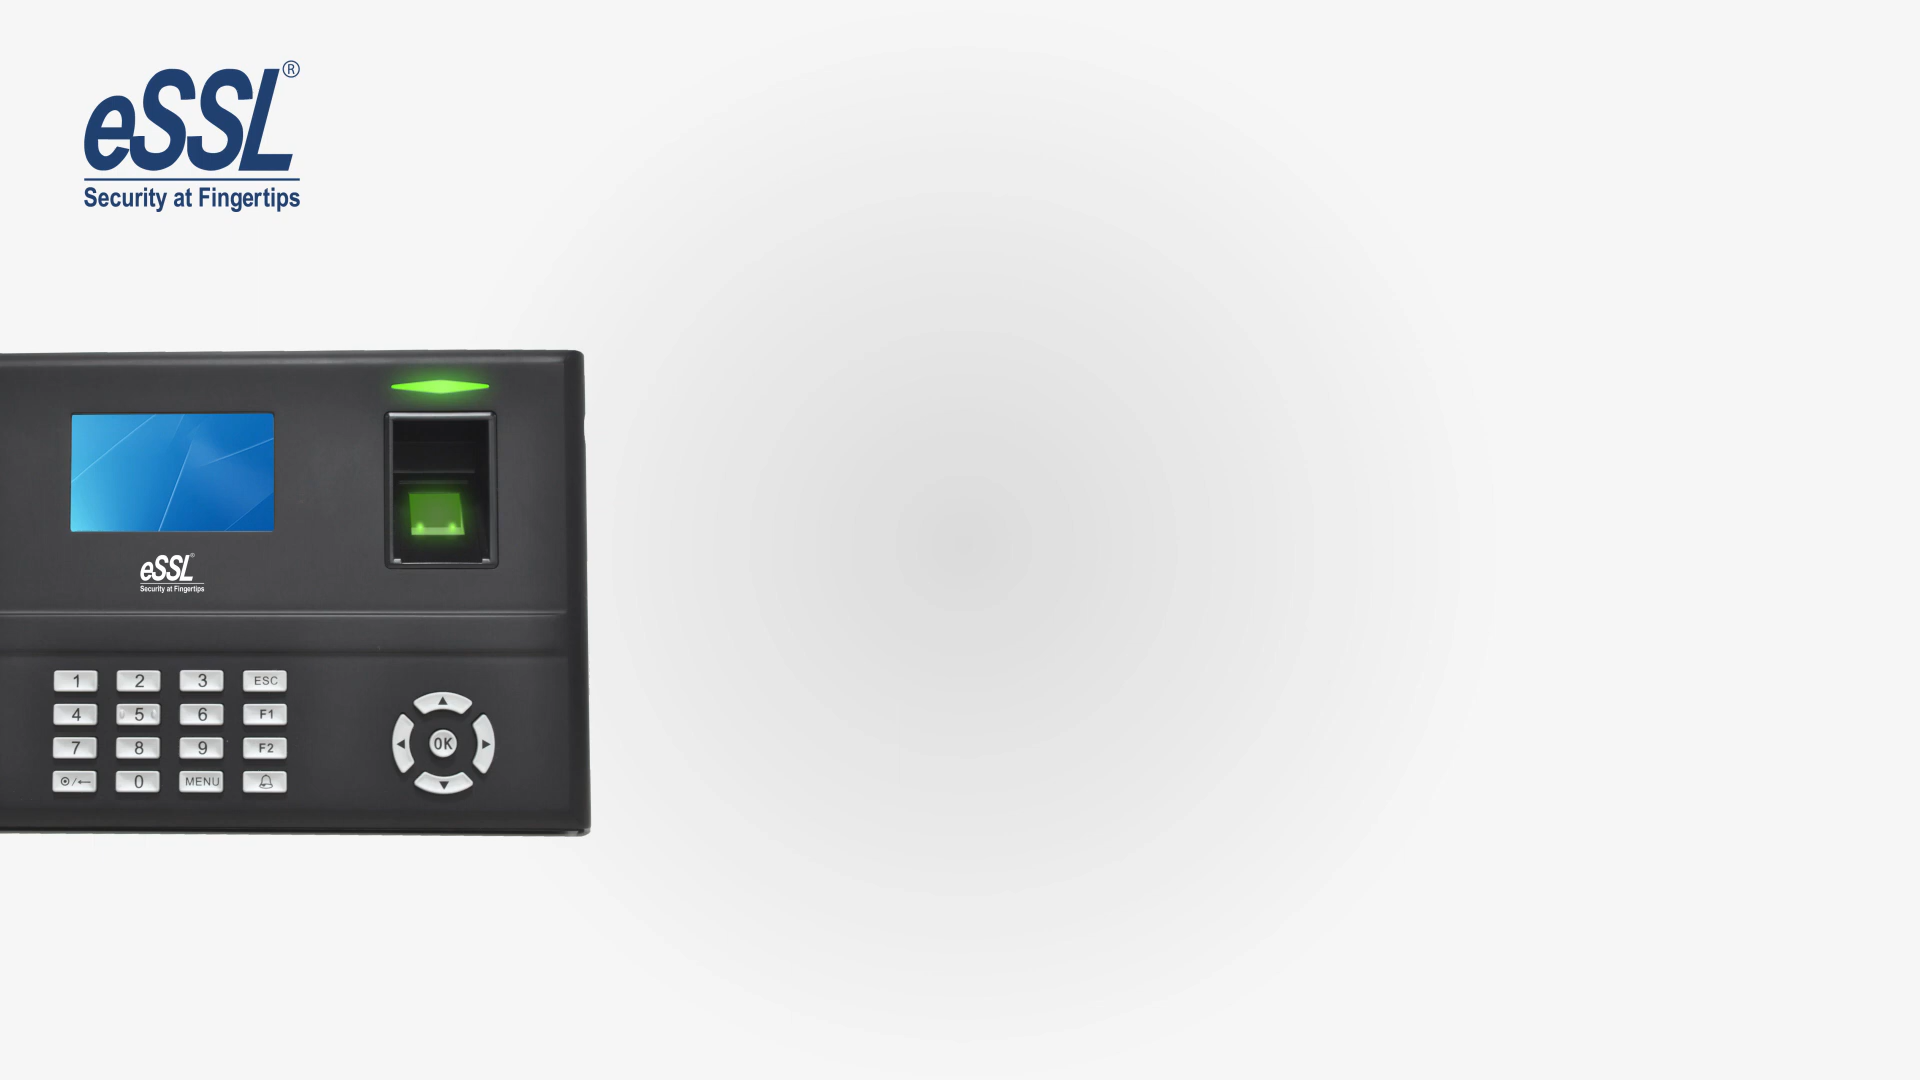 eSSL®
Security at Fingertips
eSSL®
Security at Fingertips
1 2 3 ESC
4 5 6 F1
7 8 9 F2
0 MENU
OK